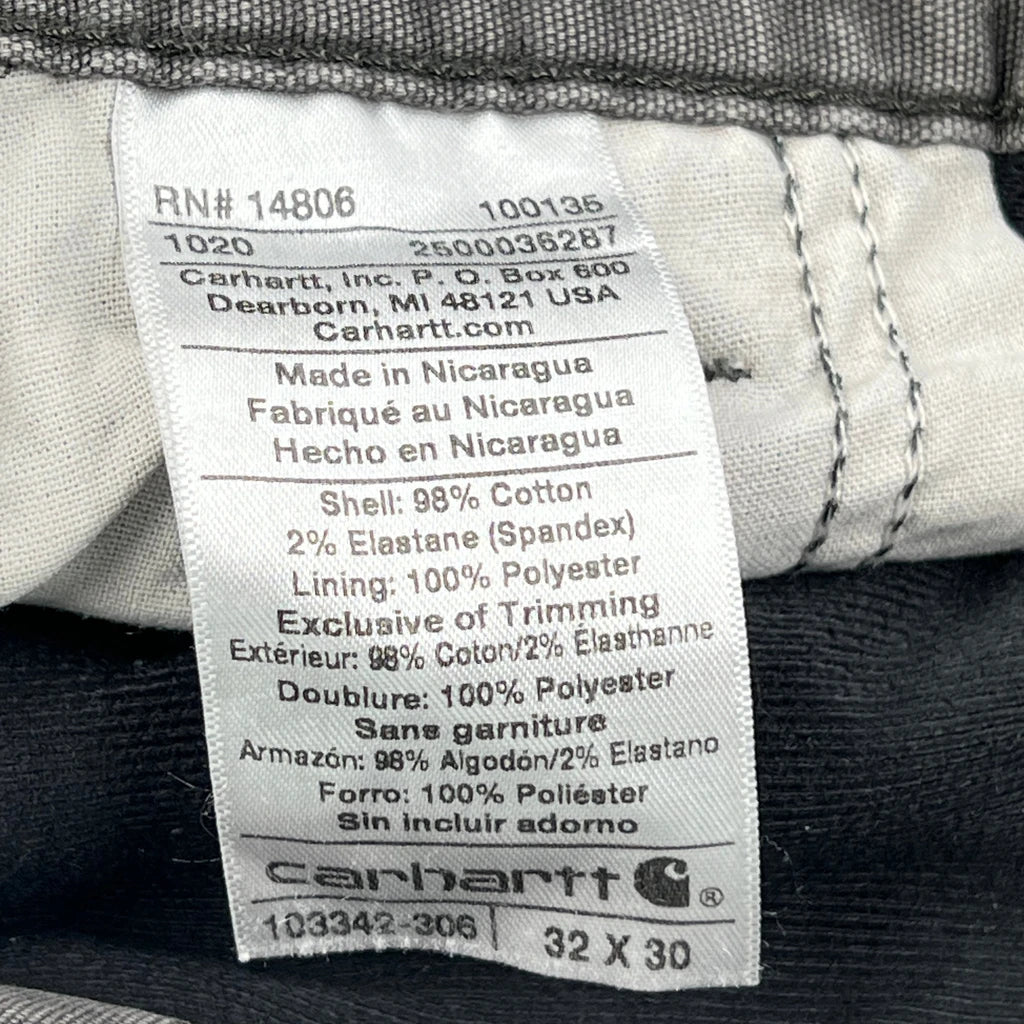 RN# 14806 100135
1020 2500036287
Carhartt, Inc. P. O. Box 600
Dearborn, MI 48121 USA
Carhartt.com
Made in Nicaragua
Fabriqué au Nicaragua
Hecho en Nicaragua
Shell: 98% Cotton
2% Elastane (Spandex)
Lining: 100% Polyester
Exclusive of Trimming
Extérieur: 98% Coton/2% Élasthanne
Doublure: 100% Polyester
Sans garniture
Armazón: 98% Algodón/2% Elastano
Forro: 100% Poliéster
Sin incluir adorno
carhartt ®
103342-306 32 X 30